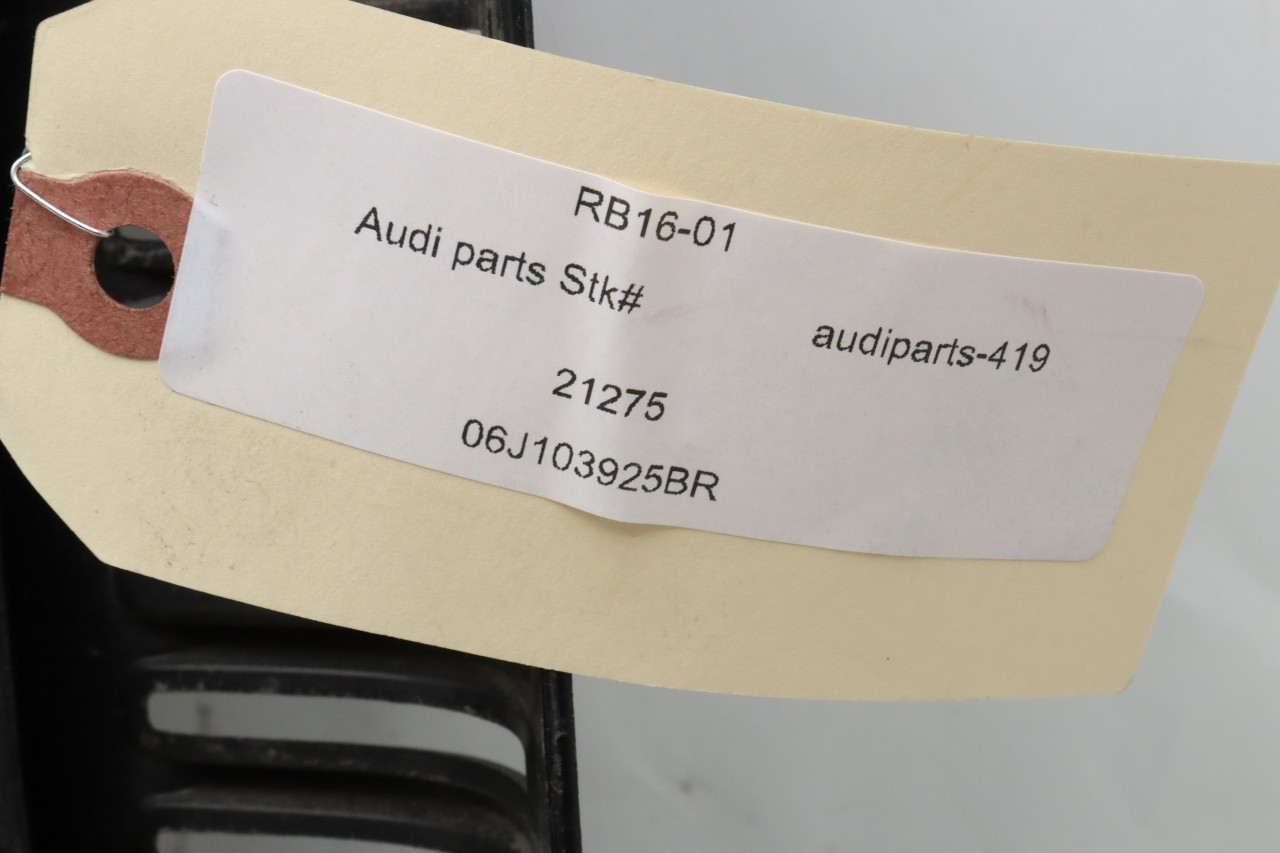 RB16-01
Audi parts Stk#
audiparts-419
21275
06J103925BR